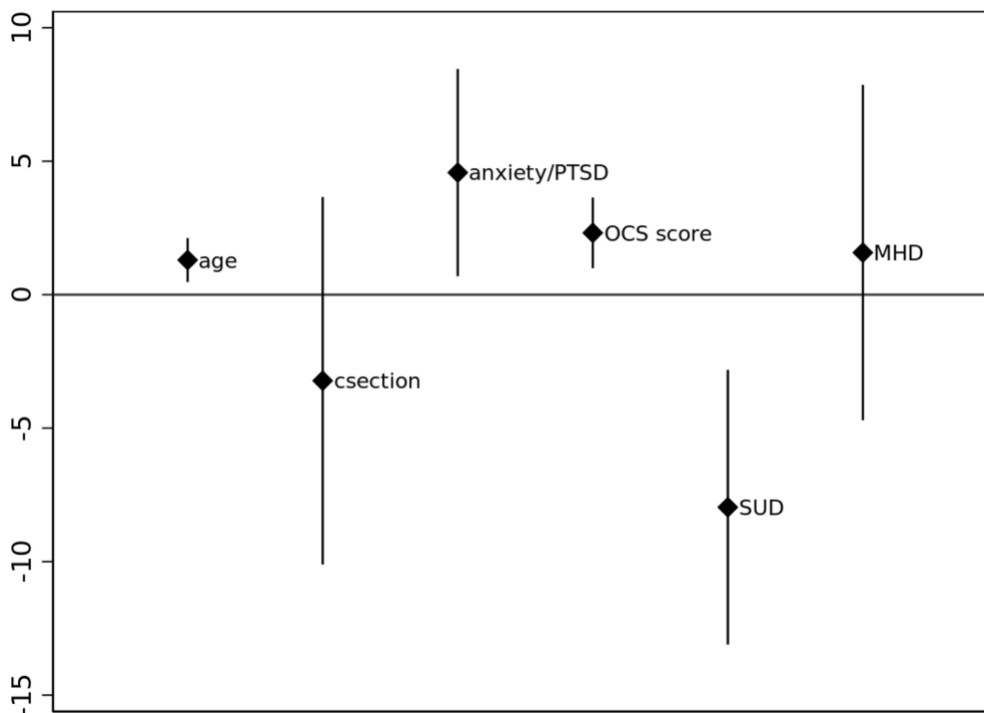 10
5
0
-5
-10
-15
anxiety/PTSD
OCS score
MHD
age
csection
SUD